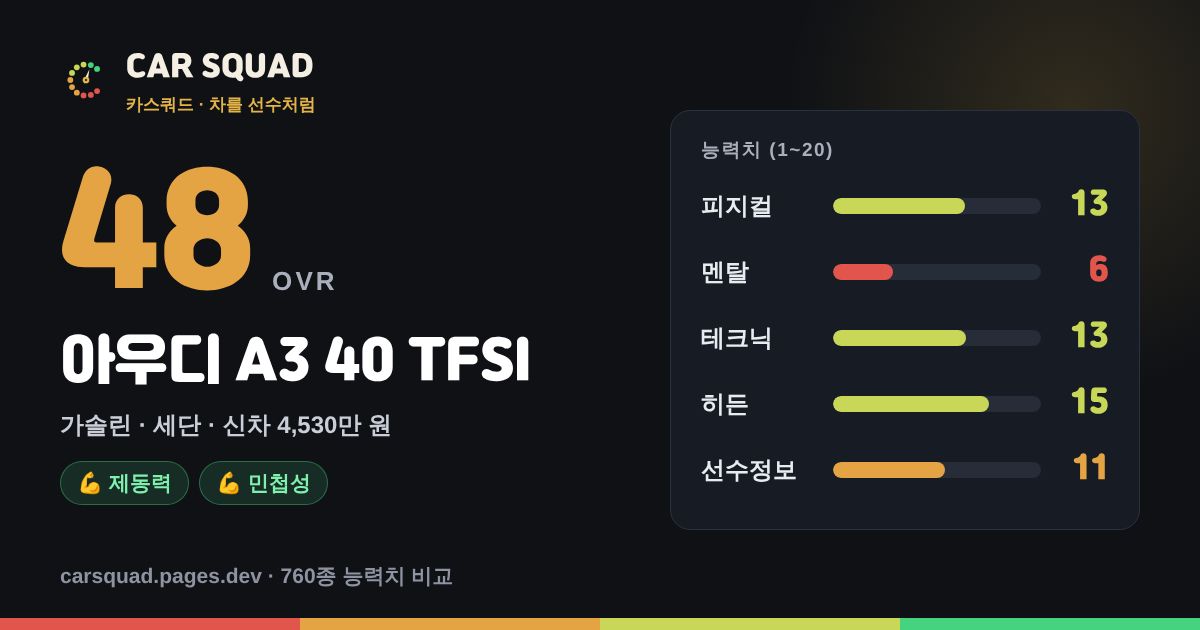 CAR SQUAD
카스쿼드 · 차를 선수처럼
48 OVR
아우디 A3 40 TFSI
가솔린 · 세단 · 신차 4,530만 원
💪 제동력 💪 민첩성
carsquad.pages.dev · 760종 능력치 비교
능력치 (1~20)
피지컬 13
멘탈 6
테크닉 13
히든 15
선수정보 11